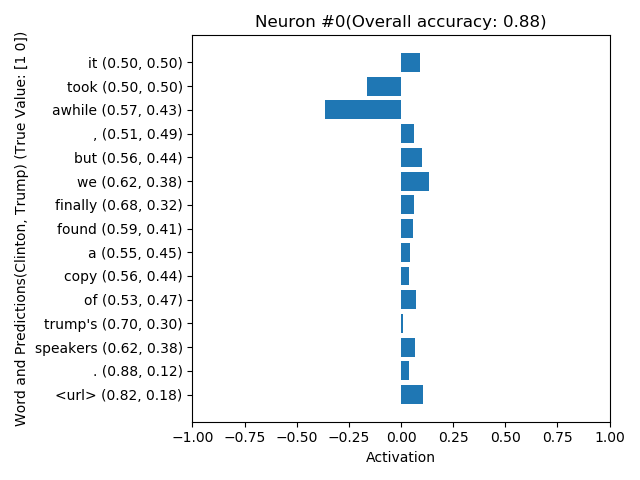 Neuron #0(Overall accuracy: 0.88)
Word and Predictions(Clinton, Trump) (True Value: [1 0])
it (0.50, 0.50)
took (0.50, 0.50)
awhile (0.57, 0.43)
, (0.51, 0.49)
but (0.56, 0.44)
we (0.62, 0.38)
finally (0.68, 0.32)
found (0.59, 0.41)
a (0.55, 0.45)
copy (0.56, 0.44)
of (0.53, 0.47)
trump's (0.70, 0.30)
speakers (0.62, 0.38)
. (0.88, 0.12)
<url> (0.82, 0.18)
−1.00 −0.75 −0.50 −0.25 0.00 0.25 0.50 0.75 1.00
Activation